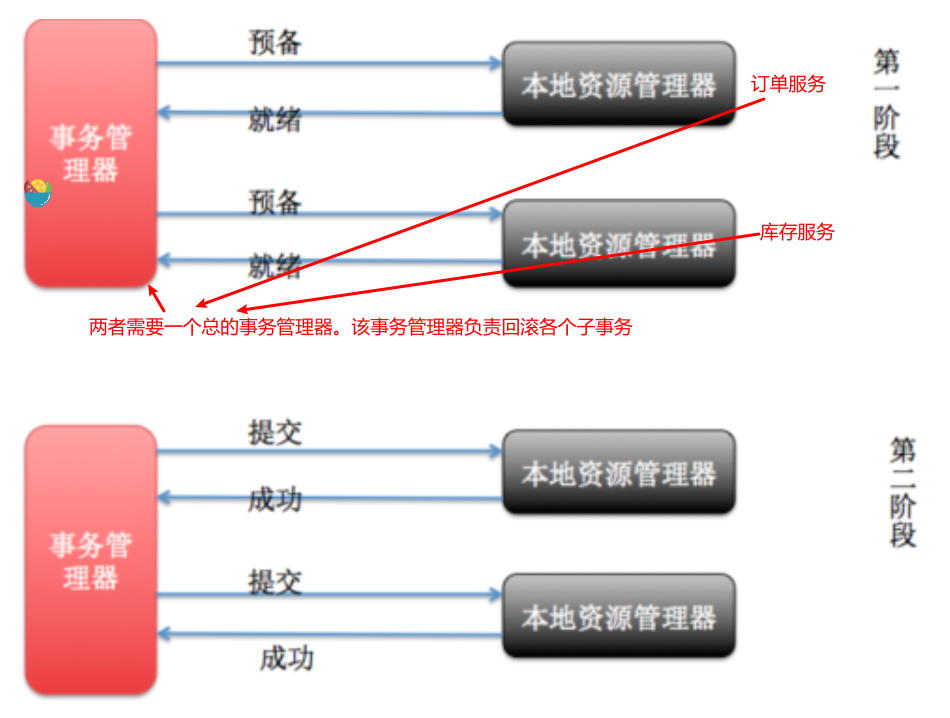 预备
本地资源管理器
订单服务
第一阶段
就绪
事务管
理器
预备
本地资源管理器
库存服务
就绪
两者需要一个总的事务管理器。该事务管理器负责回滚各个子事务
提交
本地资源管理器
第二阶段
成功
事务管
理器
提交
本地资源管理器
成功